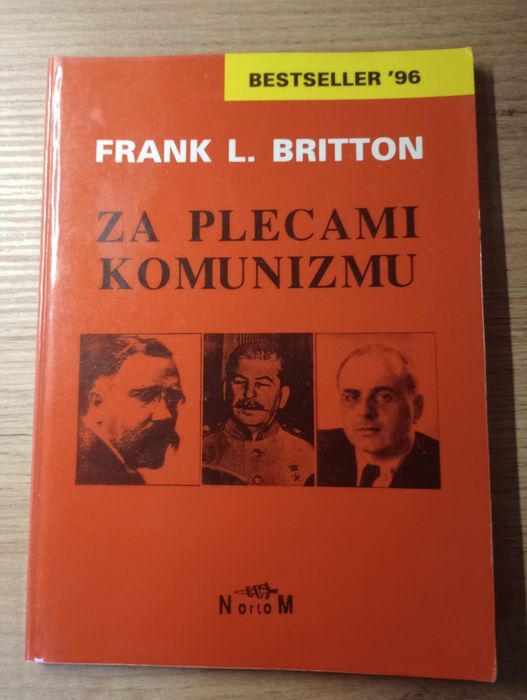 BESTSELLER '96
FRANK L. BRITTON
ZA PLECAMI
KOMUNIZMU
NortoM